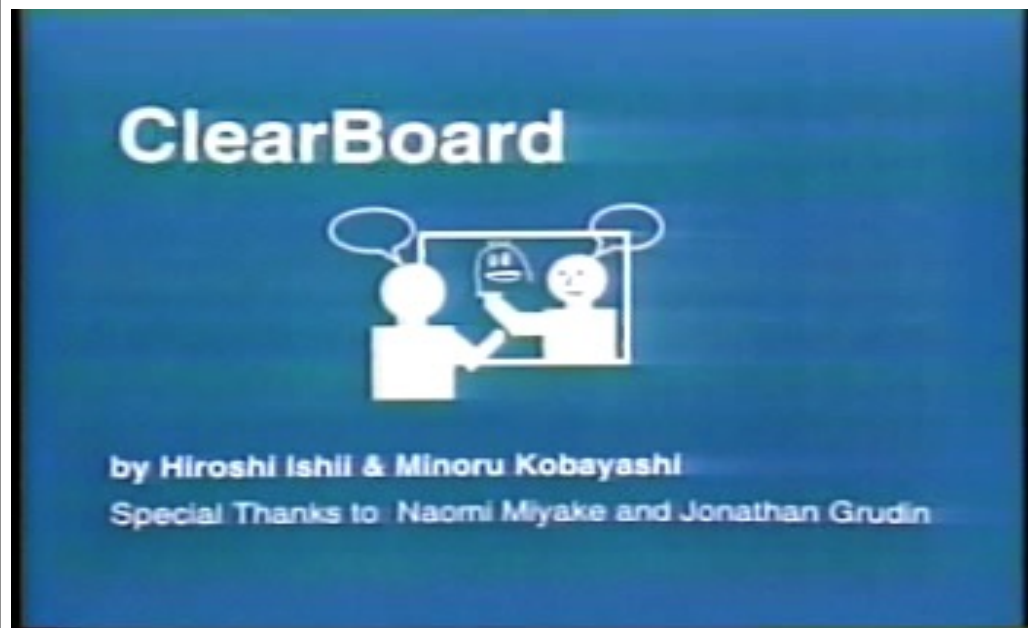 ClearBoard
by Hiroshi Ishii & Minoru Kobayashi
Special Thanks to Naomi Miyake and Jonathan Grudin